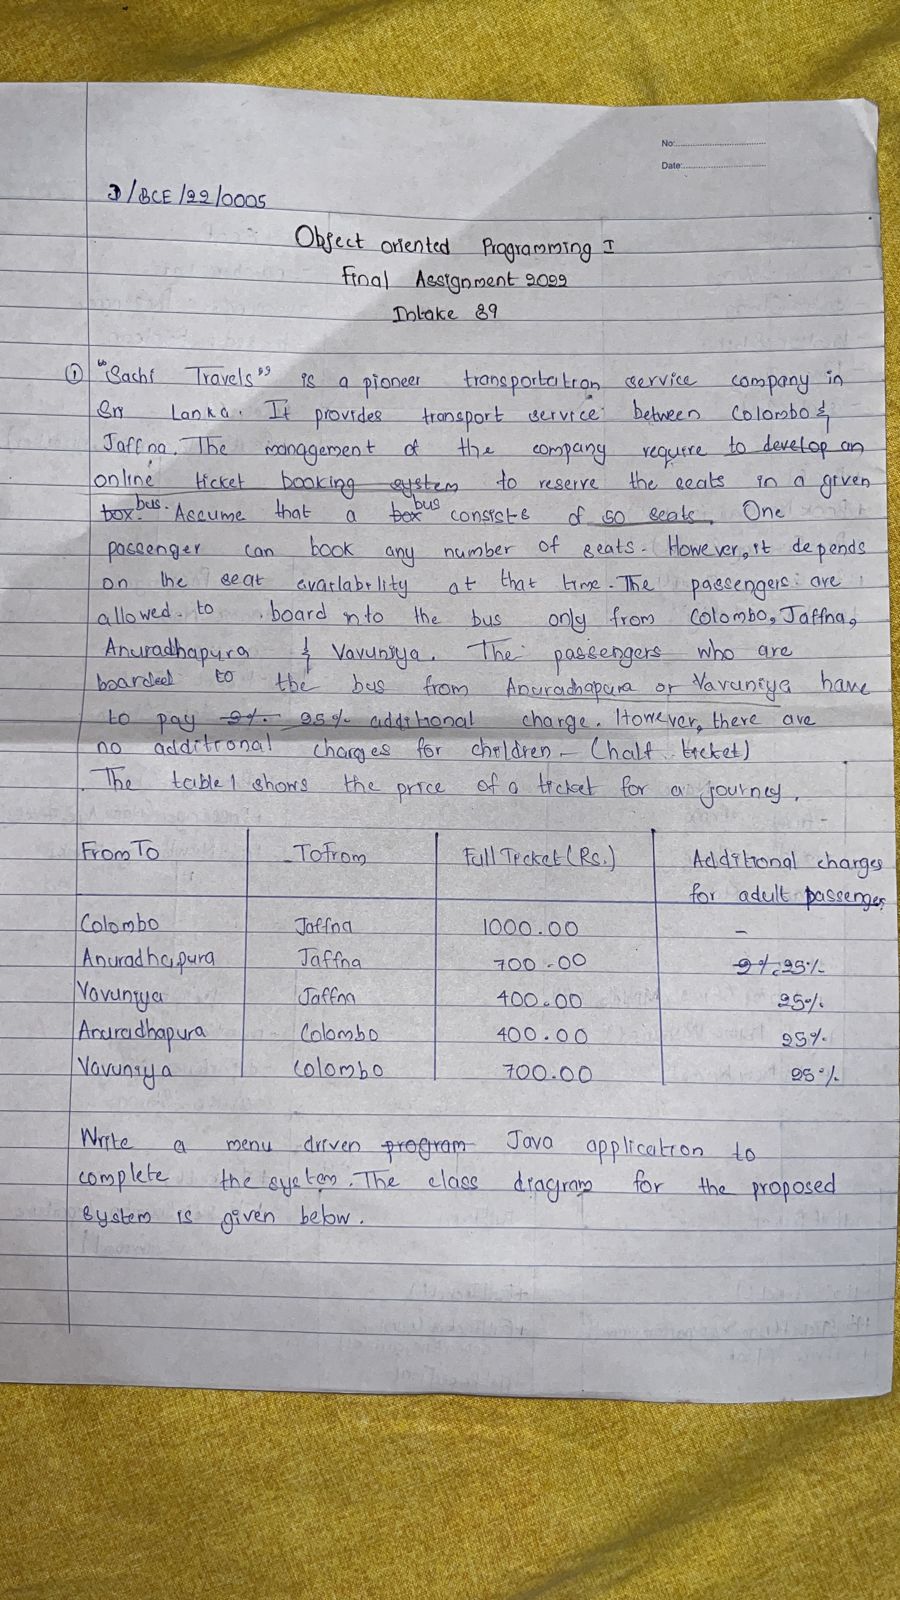 No:
Date:
D/BCE/22/0005
Object oriented Programming I
Final Assignment 2022
Intake 39
① "Sachi Travels" is a pioneer transportation service company in
Sri Lanka. It provides transport service between Colombo &
Jaffna. The management of the company require to develop an
online ticket booking system to reserve the seats in a given
box bus. Assume that a box bus consists of 50 seats. One
passenger can book any number of seats. However, it depends
on the seat availability at that time. The passengers are
allowed to board into the bus only from Colombo, Jaffna,
Anuradhapura & Vavuniya. The passengers who are
boarded to the bus from Anuradhapura or Vavuniya have
to pay 2%. 25% additional charge. However, there are
no additional charges for children - (half ticket)
The table 1 shows the price of a ticket for a journey.
From To To From Full Ticket (Rs.) Additional charges
for adult passenger
Colombo Jaffna 1000.00 -
Anuradhapura Jaffna 700.00 2%. 25%
Vavuniya Jaffna 400.00 25%
Anuradhapura Colombo 400.00 25%
Vavuniya Colombo 700.00 25%
Write a menu driven program Java application to
complete the system. The class diagram for the proposed
system is given below.